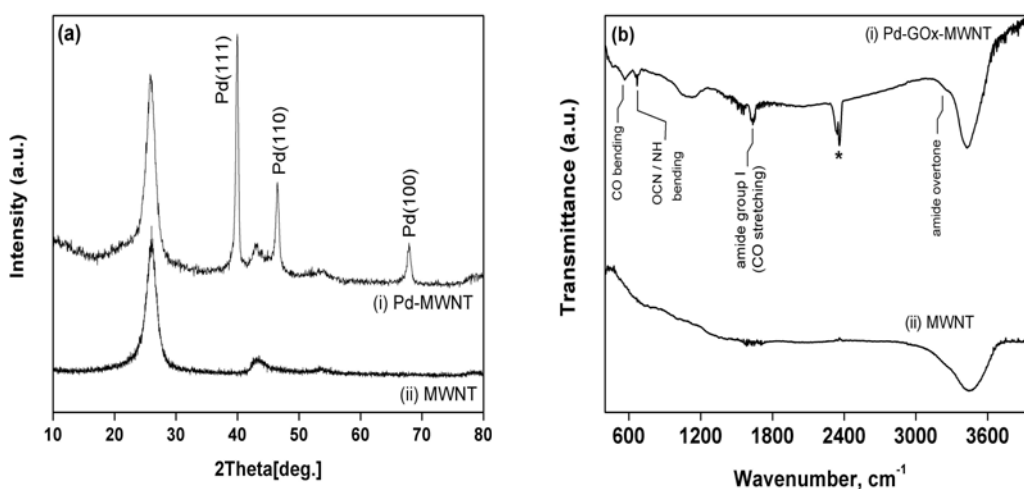 (a)
Intensity (a.u.)
Pd(111)
Pd(110)
Pd(100)
(i) Pd-MWNT
(ii) MWNT
10 20 30 40 50 60 70 80
2Theta[deg.]
(b)
Transmittance (a.u.)
(i) Pd-GOx-MWNT
CO bending
OCN / NH
bending
amide group I
(CO stretching)
*
amide overtone
(ii) MWNT
600 1200 1800 2400 3000 3600
Wavenumber, cm⁻¹